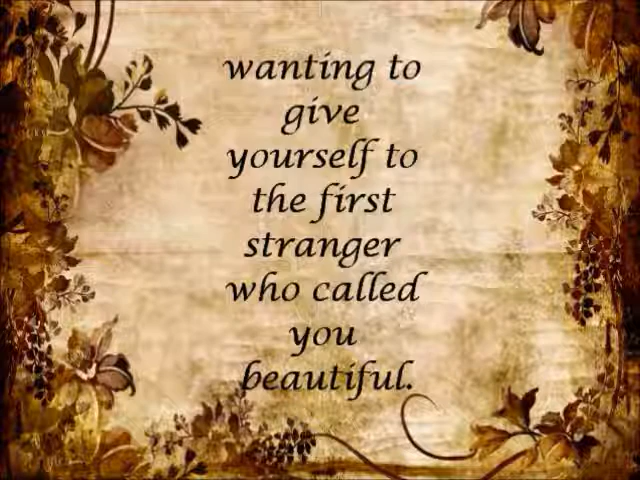 wanting to
give
yourself to
the first
stranger
who called
you
beautiful.